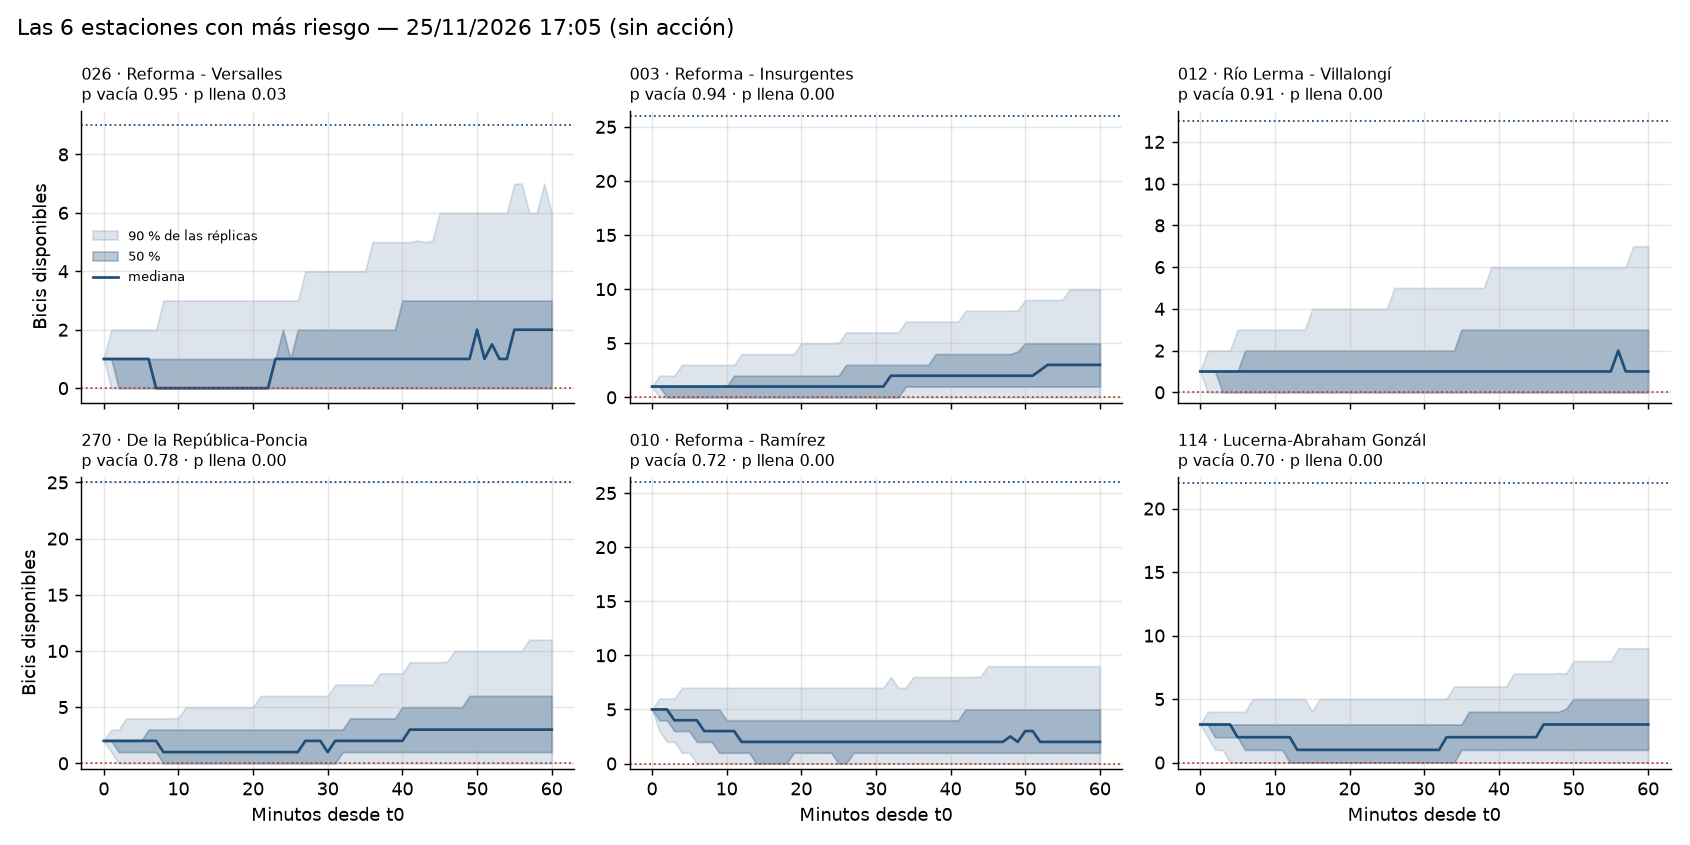 Las 6 estaciones con más riesgo — 25/11/2026 17:05 (sin acción)
026 · Reforma - Versalles
p vacía 0.95 · p llena 0.03
Bicis disponibles
8
6
4
2
0
90 % de las réplicas
50 %
mediana
003 · Reforma - Insurgentes
p vacía 0.94 · p llena 0.00
25
20
15
10
5
0
012 · Río Lerma - Villalongí
p vacía 0.91 · p llena 0.00
12
10
8
6
4
2
0
270 · De la República-Poncia
p vacía 0.78 · p llena 0.00
Bicis disponibles
25
20
15
10
5
0
0 10 20 30 40 50 60
Minutos desde t0
010 · Reforma - Ramírez
p vacía 0.72 · p llena 0.00
25
20
15
10
5
0
0 10 20 30 40 50 60
Minutos desde t0
114 · Lucerna-Abraham Gonzál
p vacía 0.70 · p llena 0.00
20
15
10
5
0
0 10 20 30 40 50 60
Minutos desde t0